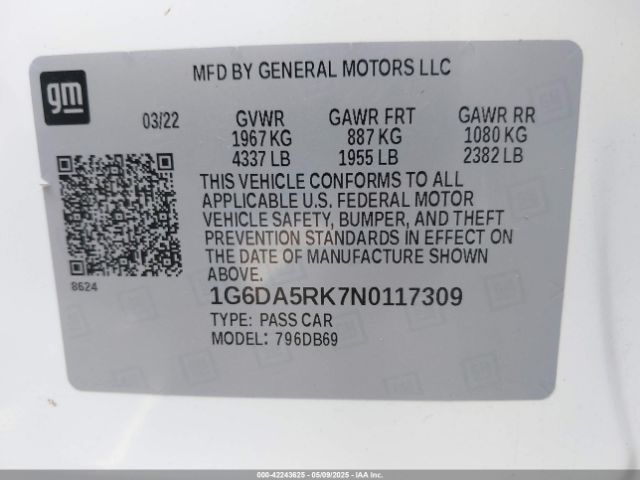 gm
MFD BY GENERAL MOTORS LLC
03/22 GVWR GAWR FRT GAWR RR
1967 KG 887 KG 1080 KG
4337 LB 1955 LB 2382 LB
THIS VEHICLE CONFORMS TO ALL
APPLICABLE U.S. FEDERAL MOTOR
VEHICLE SAFETY, BUMPER, AND THEFT
PREVENTION STANDARDS IN EFFECT ON
THE DATE OF MANUFACTURE SHOWN
ABOVE.
8624
1G6DA5RK7N0117309
TYPE: PASS CAR
MODEL: 796DB69
000-42243625 - 05/09/2025 - IAA Inc.